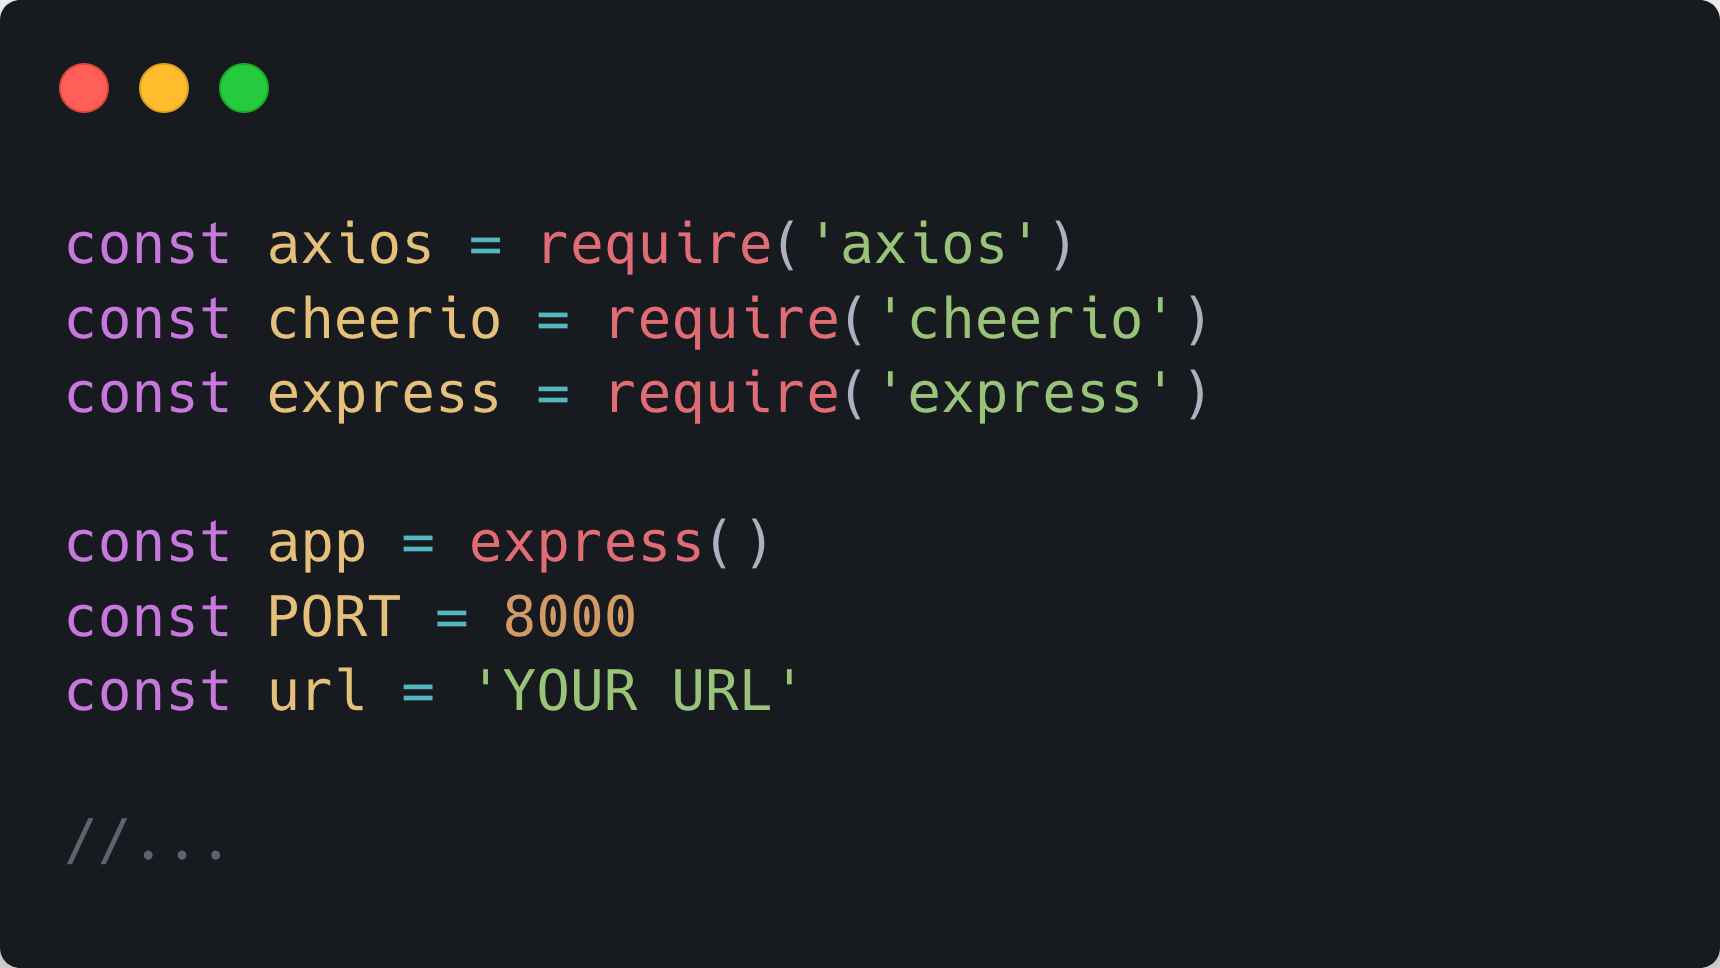 const axios = require('axios')
const cheerio = require('cheerio')
const express = require('express')
const app = express()
const PORT = 8000
const url = 'YOUR URL'
//...